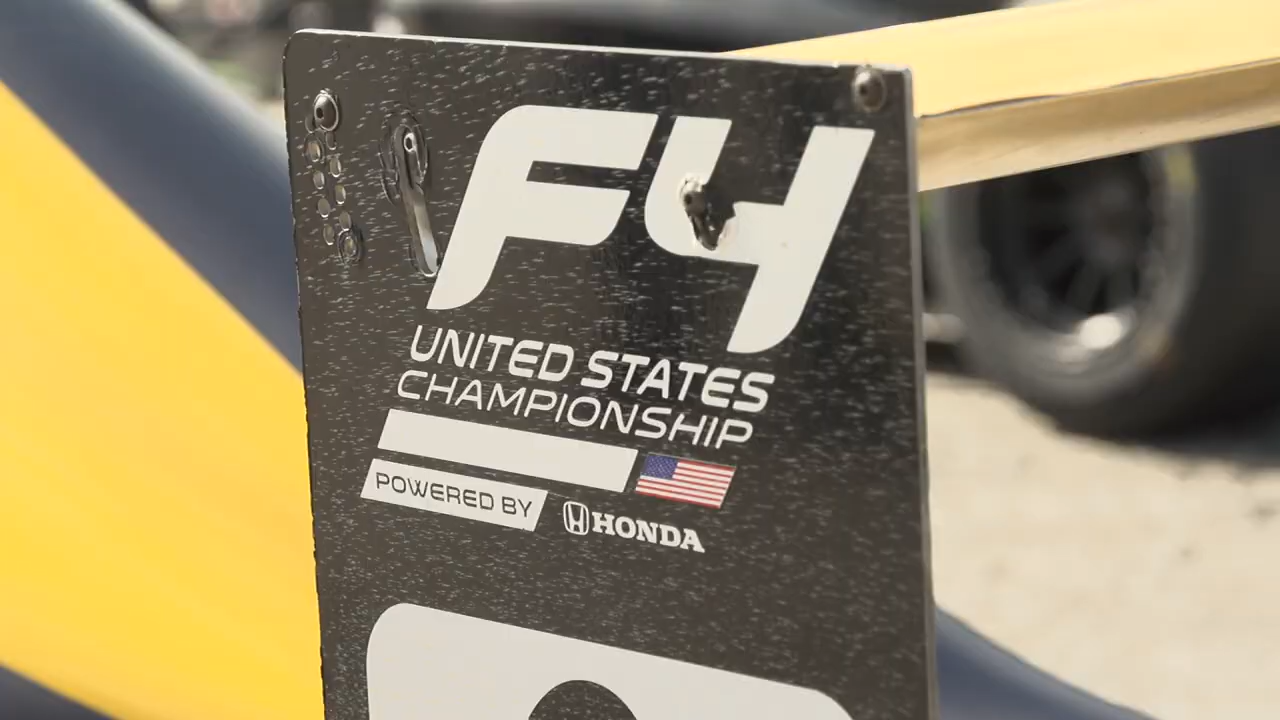 F4
UNITED STATES
CHAMPIONSHIP
POWERED BY
HONDA